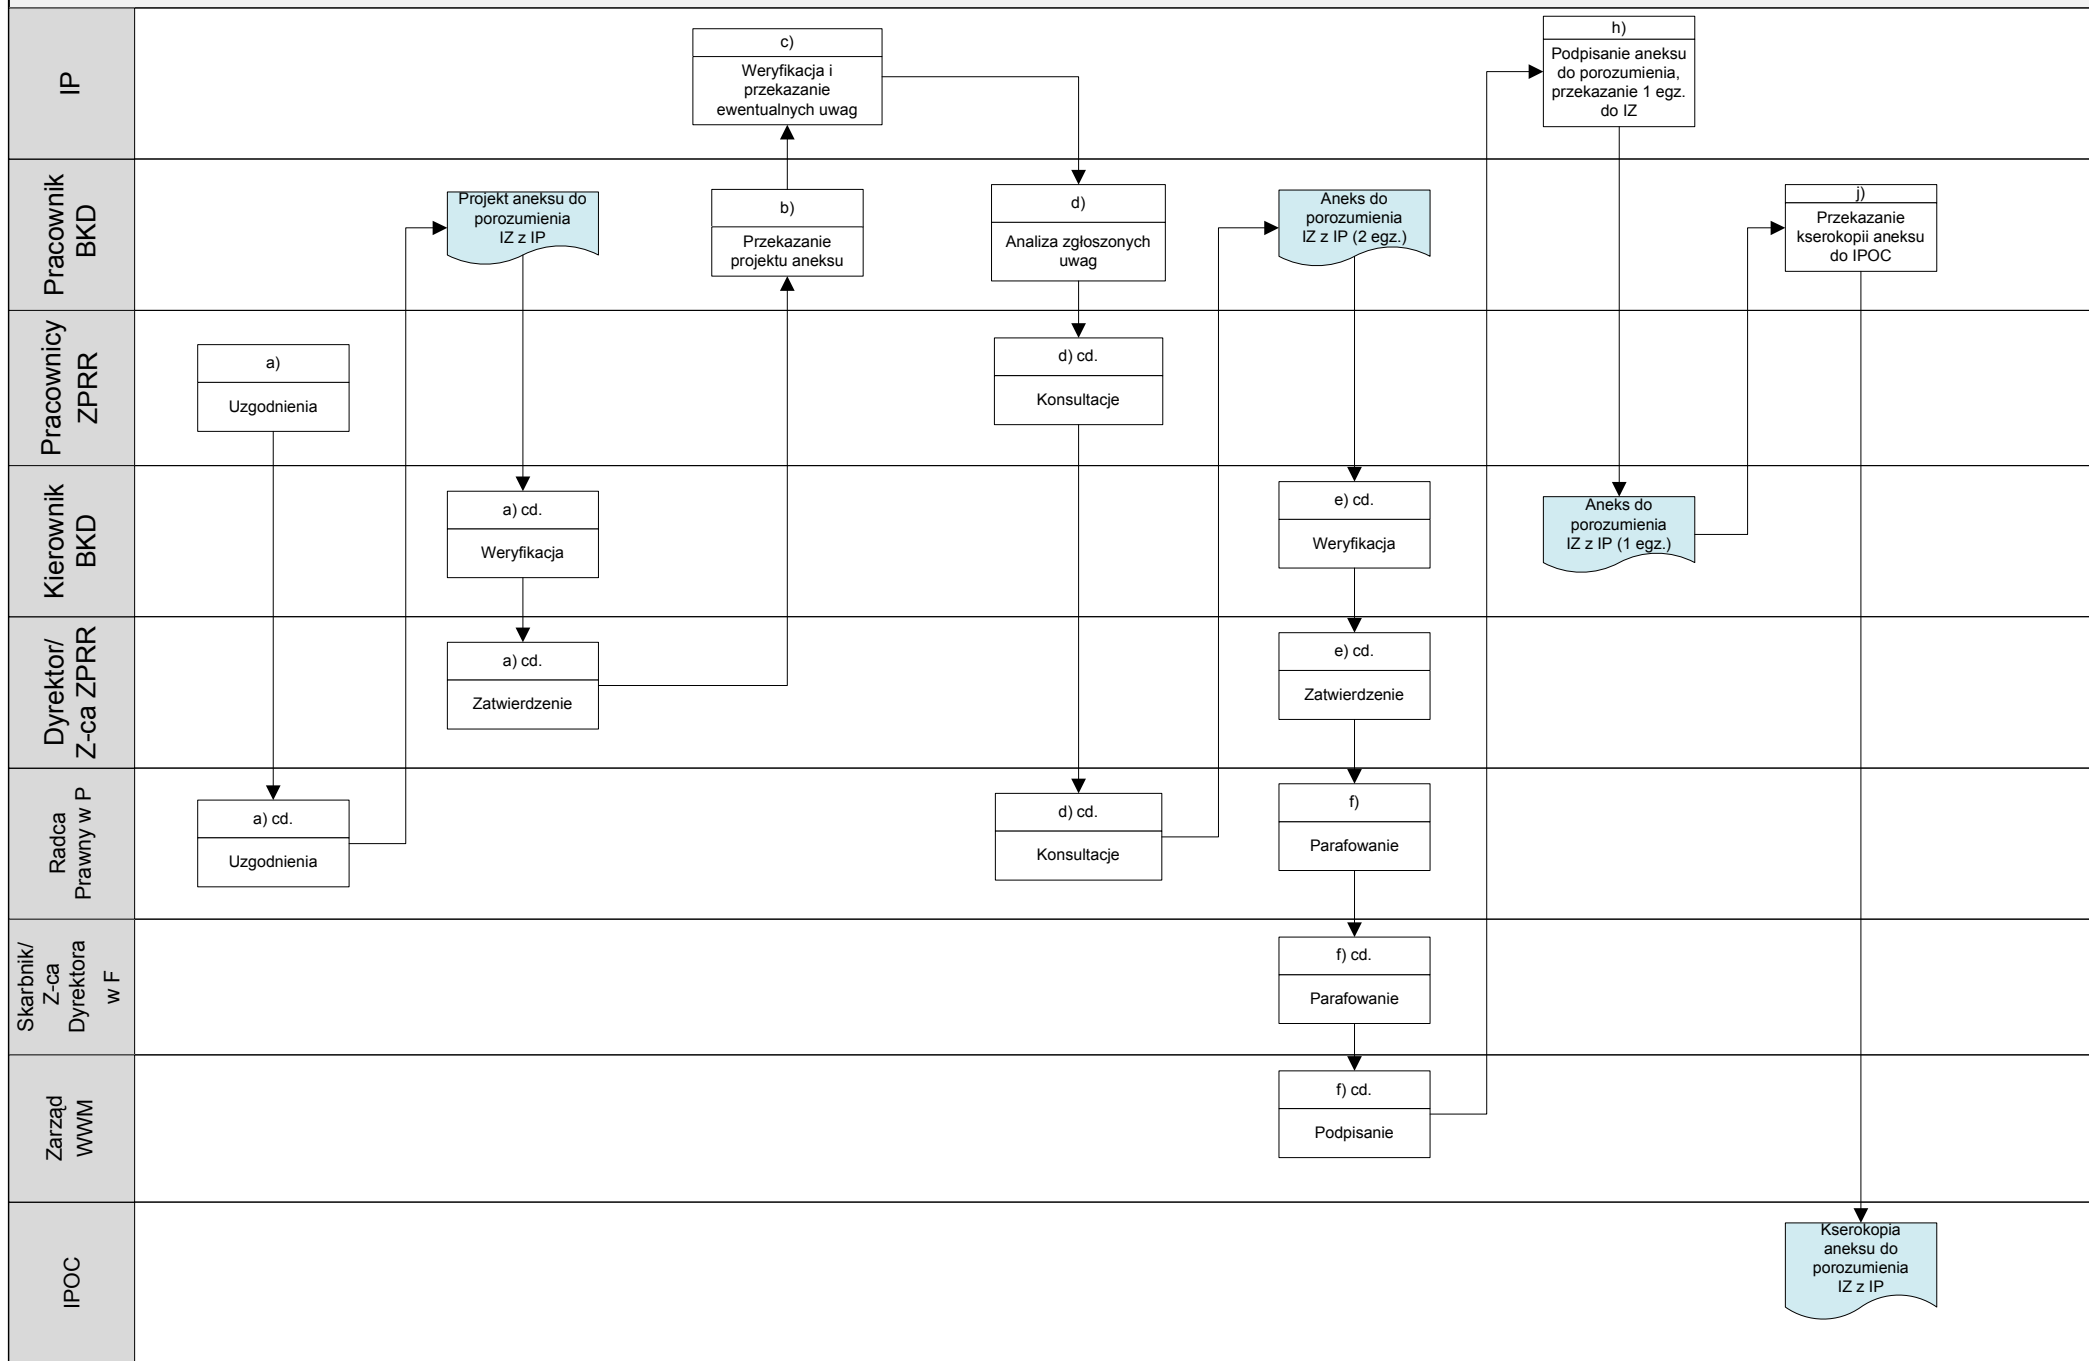 IP
c)
Weryfikacja i
przekazanie
ewentualnych uwag
h)
Podpisanie aneksu
do porozumienia,
przekazanie 1 egz.
do IZ
Pracownik
BKD
Projekt aneksu do
porozumienia
IZ z IP
b)
Przekazanie
projektu aneksu
d)
Analiza zgłoszonych
uwag
Aneks do
porozumienia
IZ z IP (2 egz.)
j)
Przekazanie
kserokopii aneksu
do IPOC
Pracownicy
ZPRR
a)
Uzgodnienia
d) cd.
Konsultacje
Kierownik
BKD
a) cd.
Weryfikacja
e) cd.
Weryfikacja
Aneks do
porozumienia
IZ z IP (1 egz.)
Dyrektor/
Z-ca ZPRR
a) cd.
Zatwierdzenie
e) cd.
Zatwierdzenie
Radca
Prawny w P
a) cd.
Uzgodnienia
d) cd.
Konsultacje
f)
Parafowanie
Skarbnik/
Z-ca
Dyrektora
w F
f) cd.
Parafowanie
Zarząd
WWM
f) cd.
Podpisanie
IPOC
Kserokopia
aneksu do
porozumienia
IZ z IP